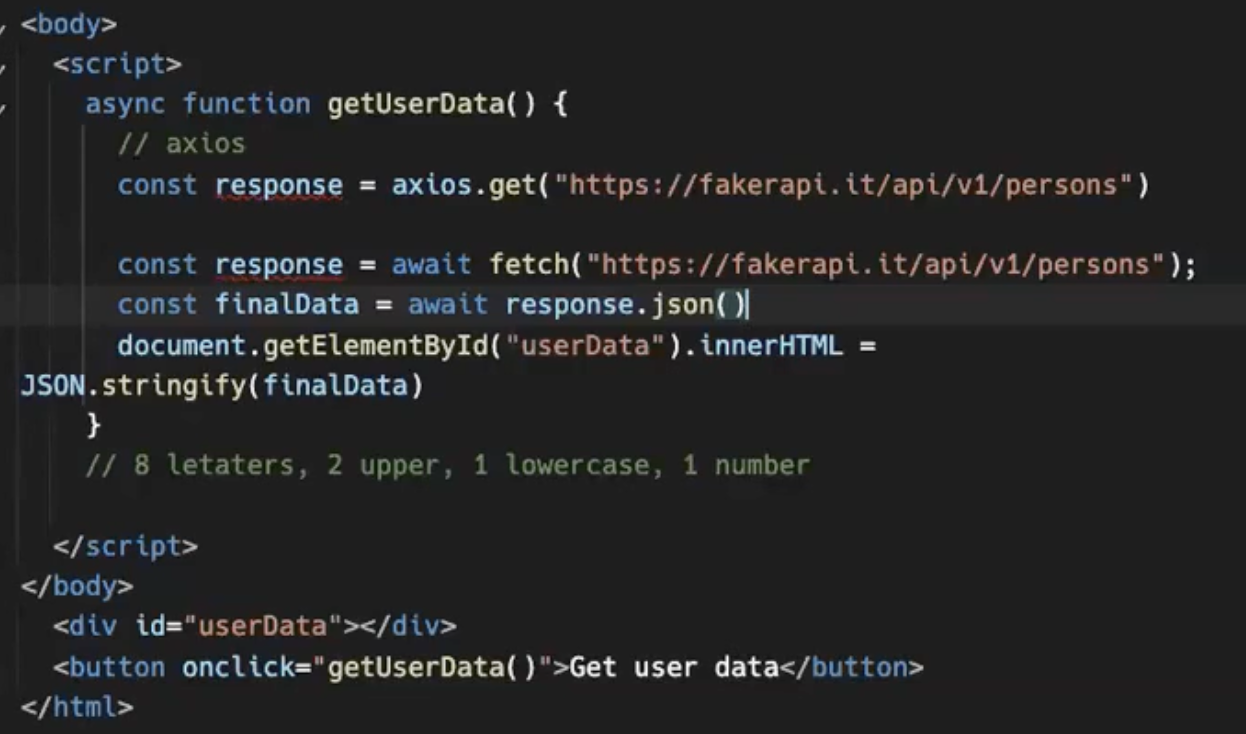 <body>
<script>
async function getUserData() {
// axios
const response = axios.get("https://fakerapi.it/api/v1/persons")
const response = await fetch("https://fakerapi.it/api/v1/persons");
const finalData = await response.json()
document.getElementById("userData").innerHTML =
JSON.stringify(finalData)
}
// 8 letaters, 2 upper, 1 lowercase, 1 number
</script>
</body>
<div id="userData"></div>
<button onclick="getUserData()">Get user data</button>
</html>